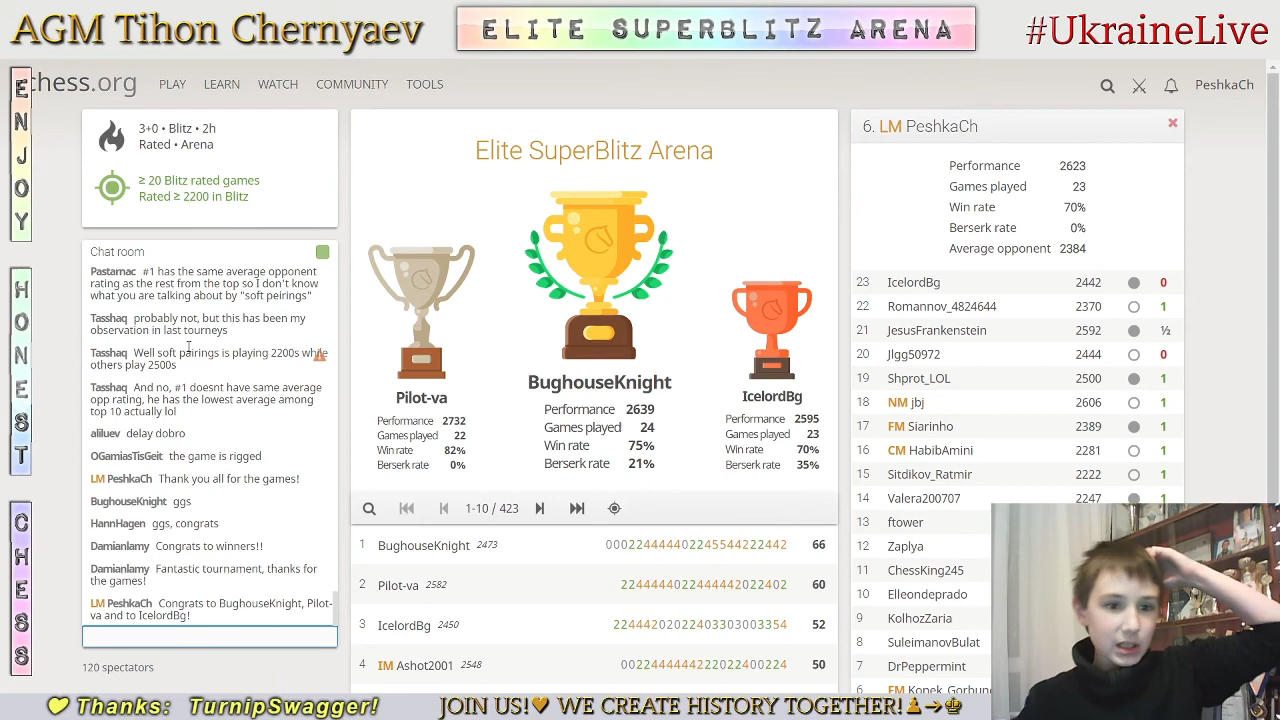 AGM Tihon Chernyaev
ELITE SUPERBLITZ ARENA
#UkraineLive
ENJOY
HONEST
CHESS
chess.org
PLAY LEARN WATCH COMMUNITY TOOLS
PeshkaCh
3+0 • Blitz • 2h
Rated • Arena
≥ 20 Blitz rated games
Rated ≥ 2200 in Blitz
Chat room
Pastarnac #1 has the same average opponent
rating as the rest from the top so I don't know
what you are talking about by "soft peirings"
Tasshaq probably not, but this has been my
observation in last tourneys
Tasshaq Well soft pairings is playing 2200s while
others play 2500s
Tasshaq And no, #1 doesnt have same average
opp rating, he has the lowest average among
top 10 actually lol
aliluev delay dobro
OGamiasTisGeit the game is rigged
LM PeshkaCh Thank you all for the games!
BughouseKnight ggs
HannHagen ggs, congrats
Damianlamy Congrats to winners!!
Damianlamy Fantastic tournament, thanks for
the games!
LM PeshkaCh Congrats to BughouseKnight, Pilot-
va and to IcelordBg!
120 spectators
Elite SuperBlitz Arena
Pilot-va
Performance 2732
Games played 22
Win rate 82%
Berserk rate 0%
BughouseKnight
Performance 2639
Games played 24
Win rate 75%
Berserk rate 21%
IcelordBg
Performance 2595
Games played 23
Win rate 70%
Berserk rate 35%
1-10 / 423
1 BughouseKnight 2473 000224444402245544222442 66
2 Pilot-va 2582 2244444022444442022402 60
3 IcelordBg 2450 22444202022403303003354 52
4 IM Ashot2001 2548 0022444444222022400224 50
6. LM PeshkaCh
Performance 2623
Games played 23
Win rate 70%
Berserk rate 0%
Average opponent 2384
23 IcelordBg 2442 0
22 Romannov_4824644 2370 1
21 JesusFrankenstein 2592 ½
20 Jlgg50972 2444 0
19 Shprot_LOL 2500 1
18 NM jbj 2606 1
17 FM Siarinho 2389 1
16 CM HabibAmini 2281 1
15 Sitdikov_Ratmir 2222 1
14 Valera200707 2247 1
13 ftower
12 Zaplya
11 ChessKing245
10 Elleendeprado
9 KolhozZaria
8 SuleimanovBulat
7 DrPeppermint
FM Konek_Gorbun
Thanks: TurnipSwagger!
JOIN US! WE CREATE HISTORY TOGETHER!